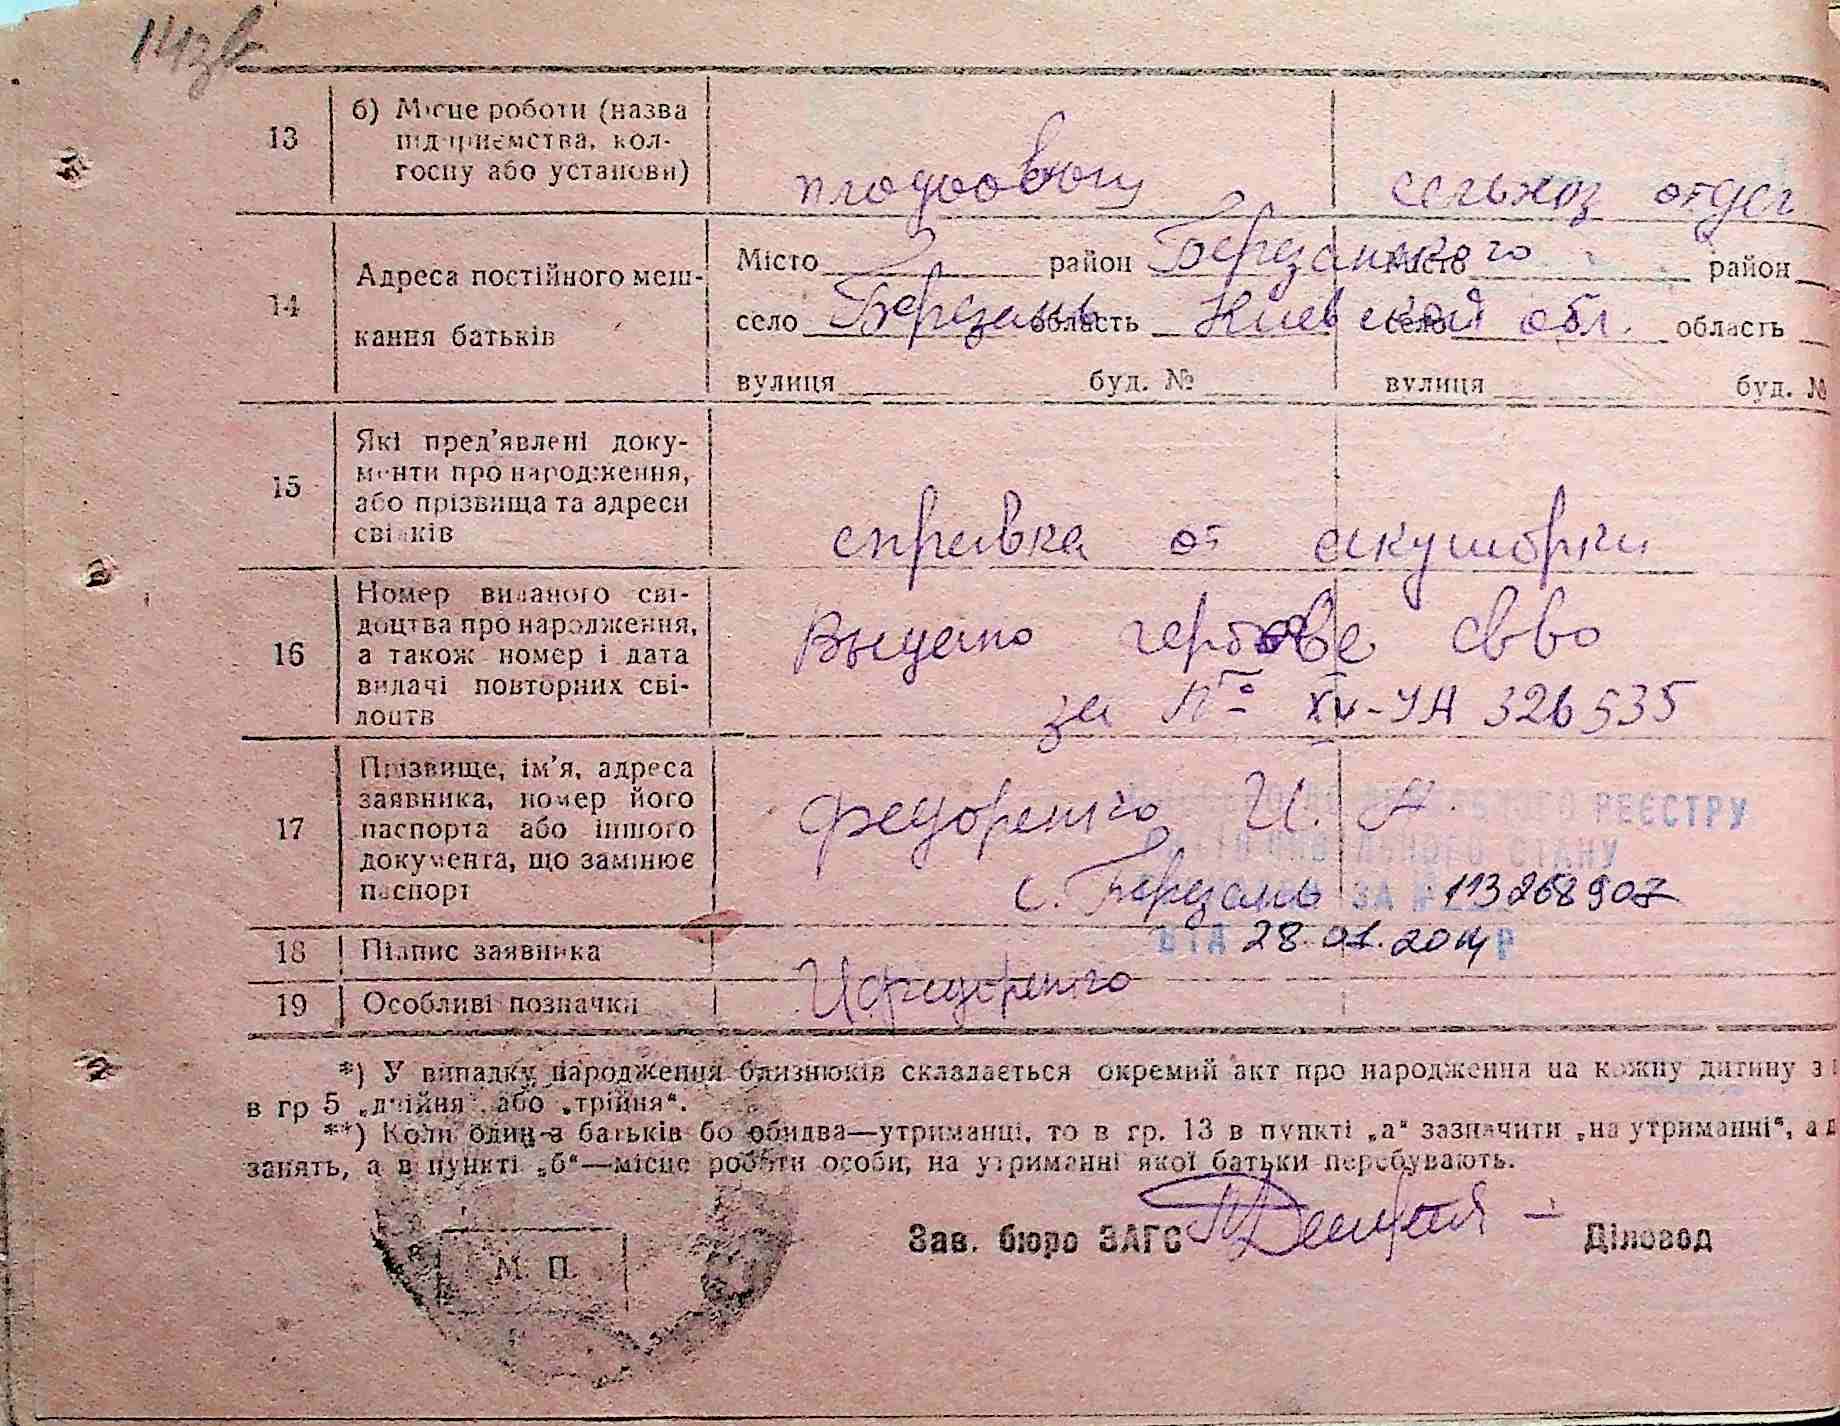 14зв
13 б) Місце роботи (назва
підприємства, кол-
госпу або установи)
плодоовощ сельхоз отдел
14 Адреса постійного меш-
кання батьків
Місто район Березанского Місто район
село Березань область Киевской обл. село область
вулиця буд. № вулиця буд. №
15 Які пред'явлені доку-
менти про народження,
або прізвища та адреси
свідків
справка от акушорки
16 Номер виданого сві-
доцтва про народження,
а також номер і дата
видачі повторних сві-
доцтв
Выдано гербове св во
за № XV-УА 326535
17 Прізвище, ім'я, адреса
заявника, номер його
паспорта або іншого
документа, що замінює
паспорт
Федоренко И. А.
с. Березань
РЕЄСТРУ
СТАНУ
ЗА № 113268907
ВІД 28.01.2014 Р
18 Підпис заявника
ИФедоренко
19 Особливі позначки
*) У випадку народження близнюків складається окремий акт про народження на кожну дитину з
в гр 5 „двійня“ або „трійня“.
**) Коли один з батьків бо обидва—утриманці, то в гр. 13 в пункті „а“ зазначити „на утриманні“, а
занять, а в пункті „б“—місце роботи особи, на утриманні якої батьки перебувають.
М. П.
Зав. бюро ЗАГС Діловод